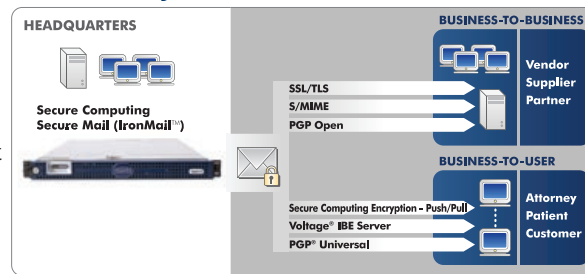 HEADQUARTERS
Secure Computing
Secure Mail (IronMail™)
SSL/TLS
S/MIME
PGP Open
BUSINESS-TO-BUSINESS
Vendor
Supplier
Partner
Secure Computing Encryption – Push/Pull
Voltage® IBE Server
PGP® Universal
BUSINESS-TO-USER
Attorney
Patient
Customer